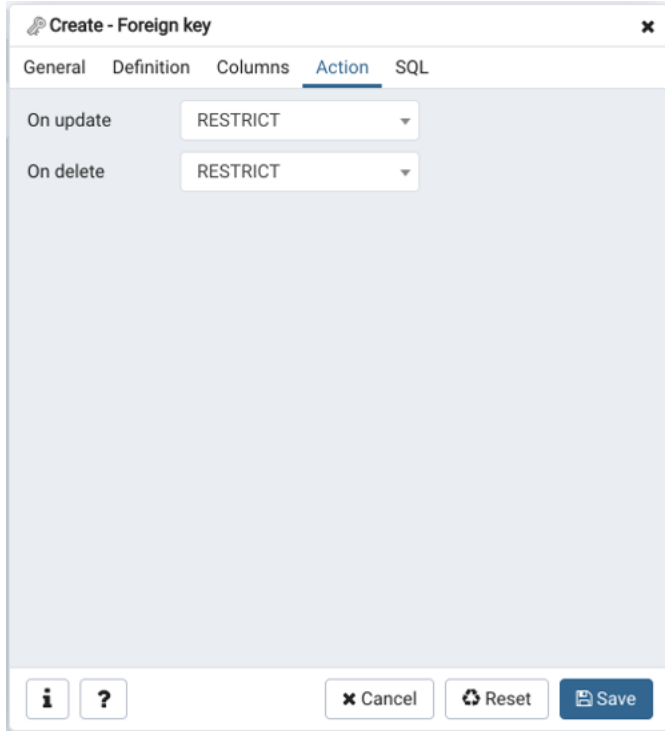 Create - Foreign key
General Definition Columns Action SQL
On update RESTRICT
On delete RESTRICT
i ? Cancel Reset Save